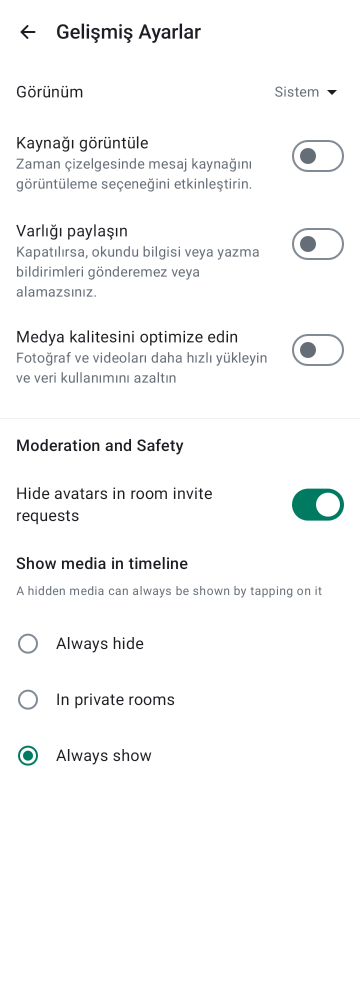 Gelişmiş Ayarlar
Görünüm
Sistem
Kaynağı görüntüle
Zaman çizelgesinde mesaj kaynağını
görüntüleme seçeneğini etkinleştirin.
Varlığı paylaşın
Kapatılırsa, okundu bilgisi veya yazma
bildirimleri gönderemez veya
alamazsınız.
Medya kalitesini optimize edin
Fotoğraf ve videoları daha hızlı yükleyin
ve veri kullanımını azaltın
Moderation and Safety
Hide avatars in room invite
requests
Show media in timeline
A hidden media can always be shown by tapping on it
Always hide
In private rooms
Always show